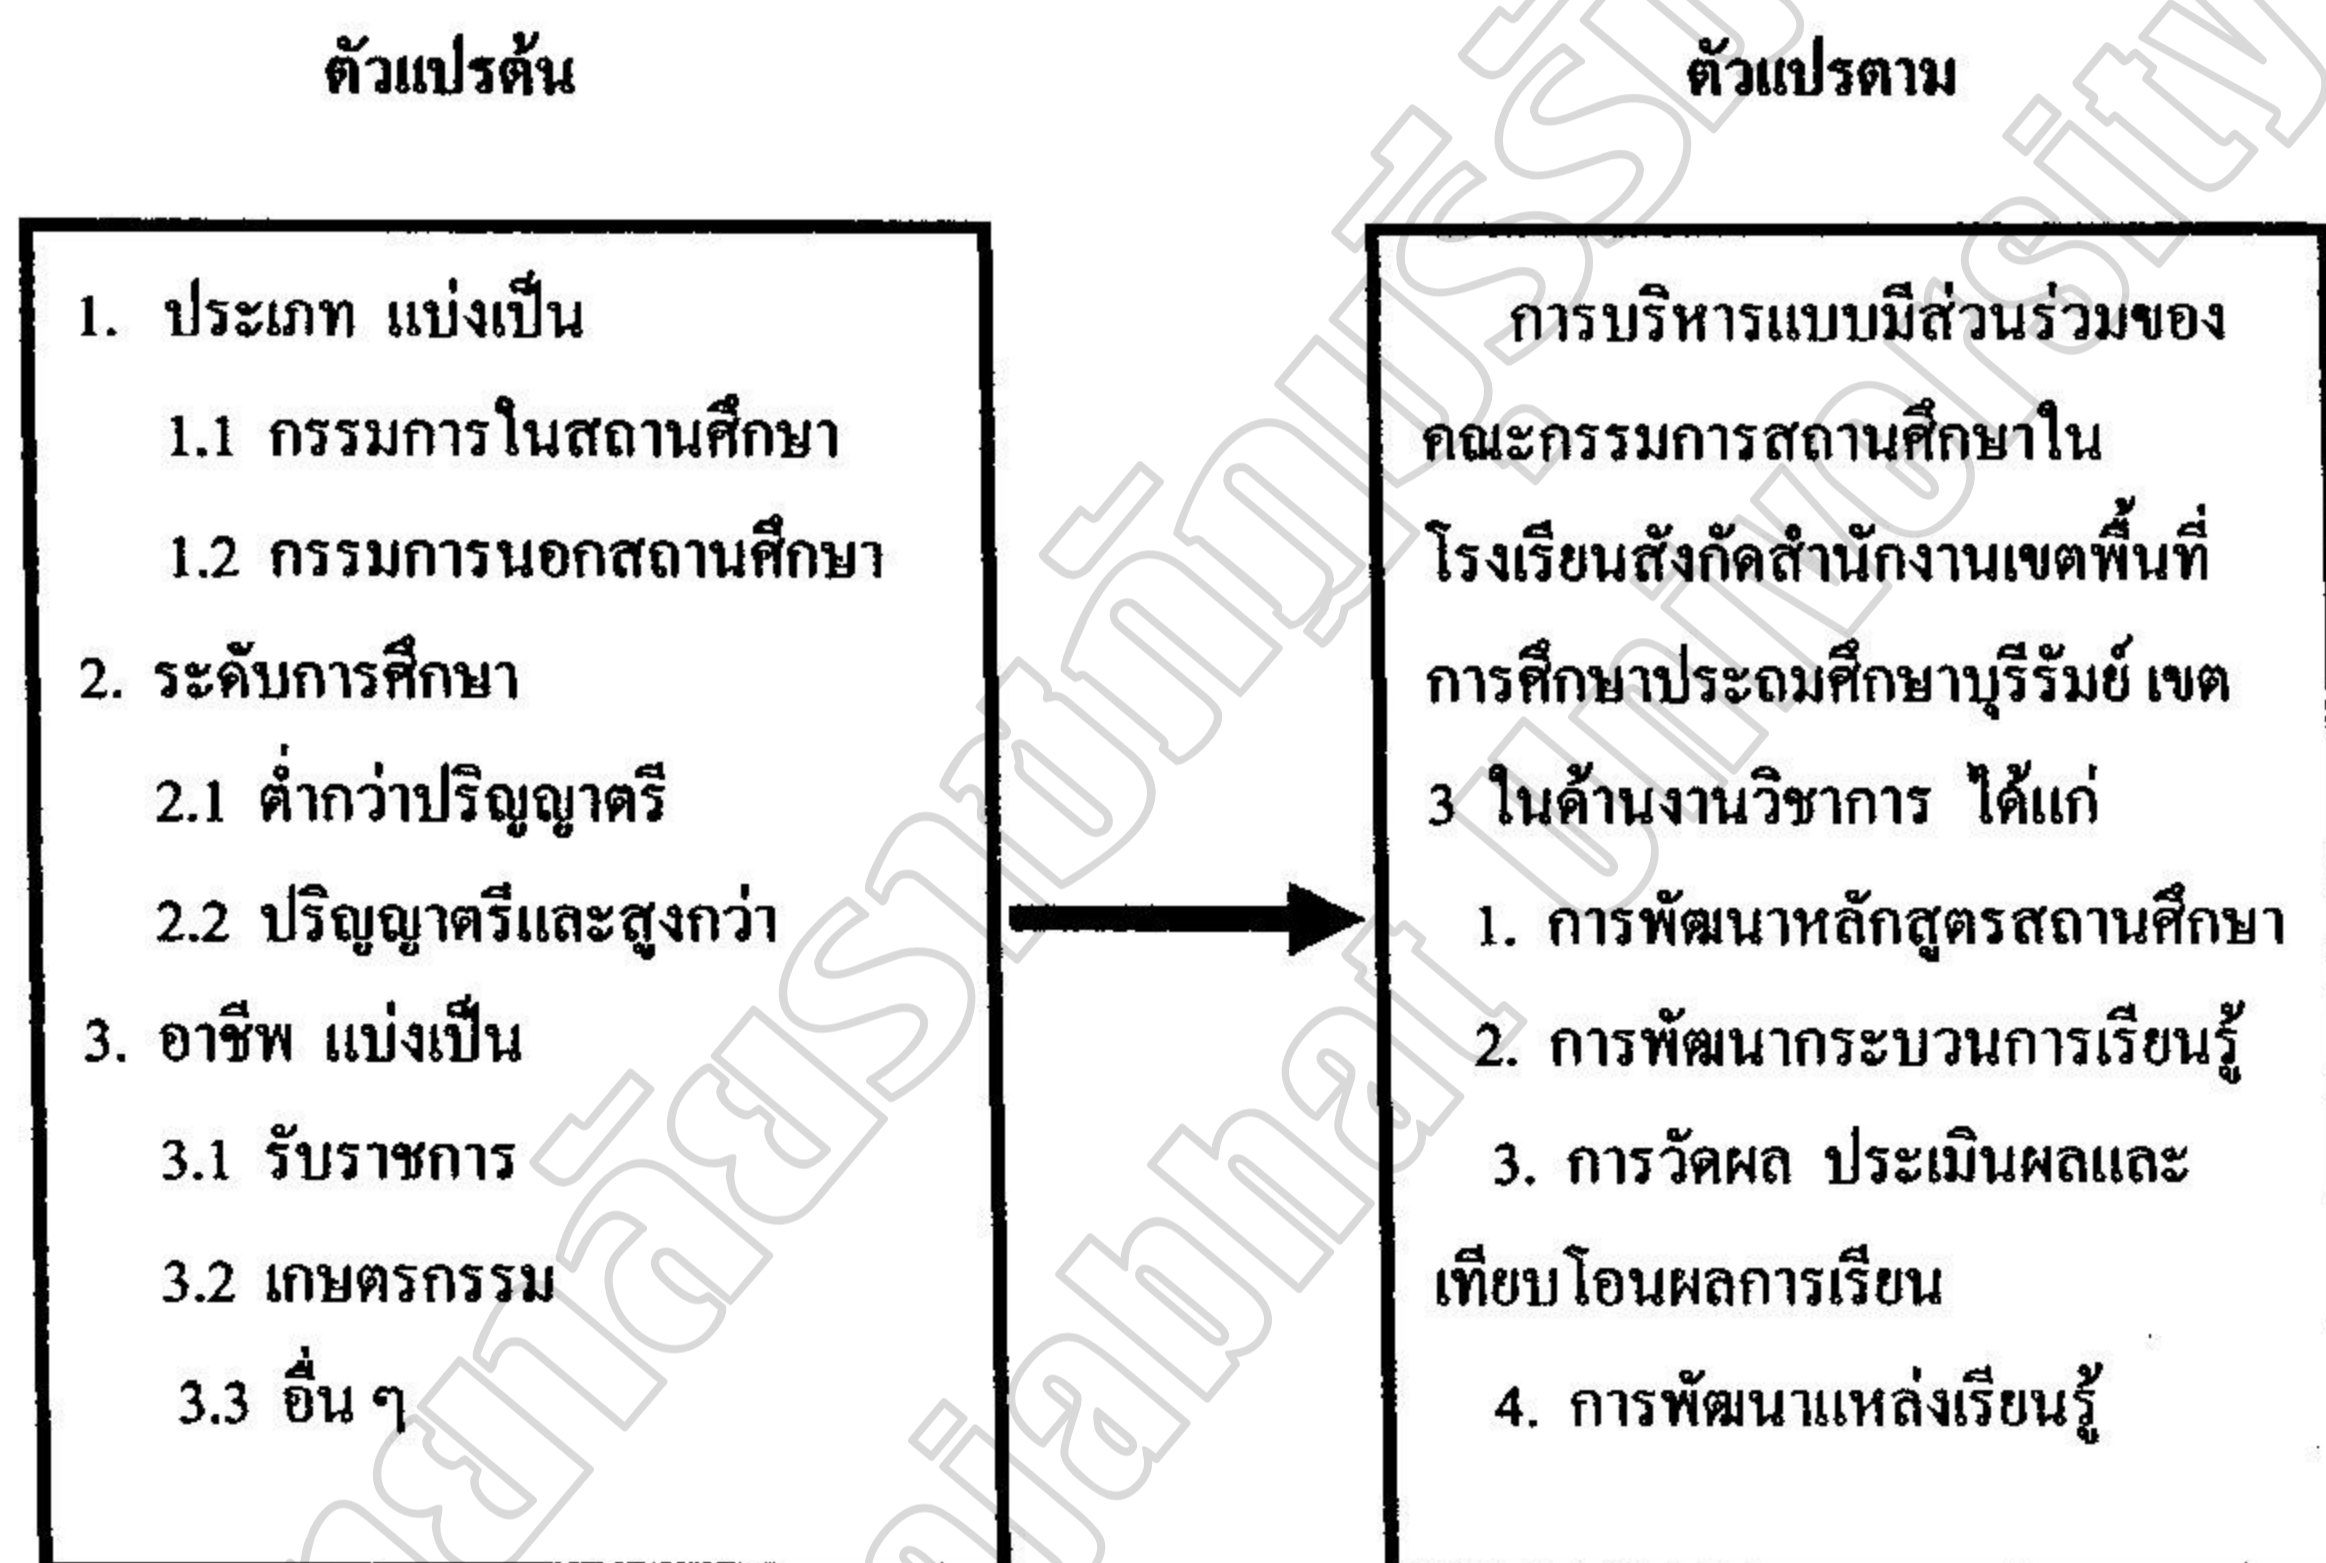 ตัวแปรต้น
ตัวแปรตาม
1. ประเภท แบ่งเป็น
1.1 กรรมการในสถานศึกษา
1.2 กรรมการนอกสถานศึกษา
2. ระดับการศึกษา
2.1 ต่ำกว่าปริญญาตรี
2.2 ปริญญาตรีและสูงกว่า
3. อาชีพ แบ่งเป็น
3.1 รับราชการ
3.2 เกษตรกรรม
3.3 อื่น ๆ
การบริหารแบบมีส่วนร่วมของ
คณะกรรมการสถานศึกษาใน
โรงเรียนสังกัดสำนักงานเขตพื้นที่
การศึกษาประถมศึกษาบุรีรัมย์ เขต
3 ในด้านงานวิชาการ ได้แก่
1. การพัฒนาหลักสูตรสถานศึกษา
2. การพัฒนากระบวนการเรียนรู้
3. การวัดผล ประเมินผลและ
เทียบโอนผลการเรียน
4. การพัฒนาแหล่งเรียนรู้